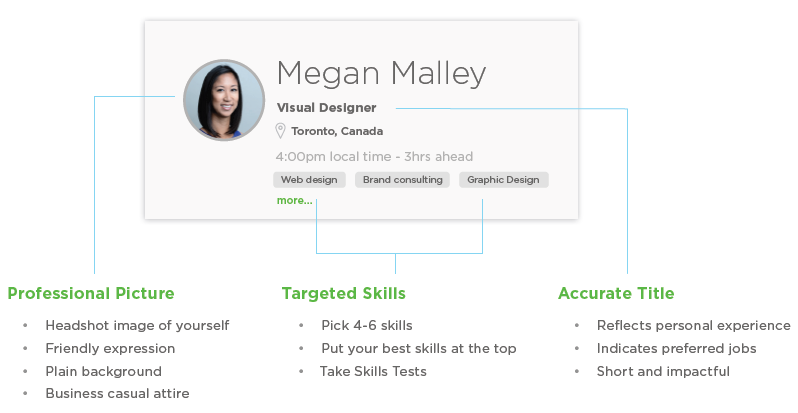 Megan Malley
Visual Designer
Toronto, Canada
4:00pm local time - 3hrs ahead
Web design Brand consulting Graphic Design
more...
Professional Picture
• Headshot image of yourself
• Friendly expression
• Plain background
• Business casual attire
Targeted Skills
• Pick 4-6 skills
• Put your best skills at the top
• Take Skills Tests
Accurate Title
• Reflects personal experience
• Indicates preferred jobs
• Short and impactful